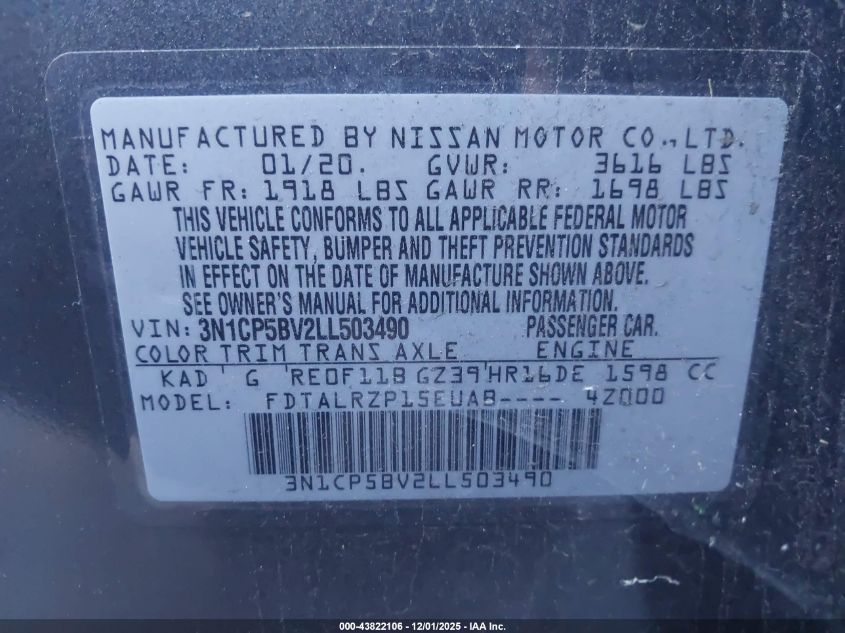 MANUFACTURED BY NISSAN MOTOR CO., LTD.
DATE: 01/20. GVWR: 3616 LBS
GAWR FR: 1918 LBS GAWR RR: 1698 LBS
THIS VEHICLE CONFORMS TO ALL APPLICABLE FEDERAL MOTOR
VEHICLE SAFETY, BUMPER AND THEFT PREVENTION STANDARDS
IN EFFECT ON THE DATE OF MANUFACTURE SHOWN ABOVE.
SEE OWNER'S MANUAL FOR ADDITIONAL INFORMATION.
VIN: 3N1CP5BV2LL503490 PASSENGER CAR.
COLOR TRIM TRANS AXLE ENGINE
KAD G RE0F11B GZ39 HR16DE 1598 CC
MODEL: FDTALRZP15EUAB---- 4Z000
3N1CP5BV2LL503490
000-43822106 - 12/01/2025 - IAA Inc.